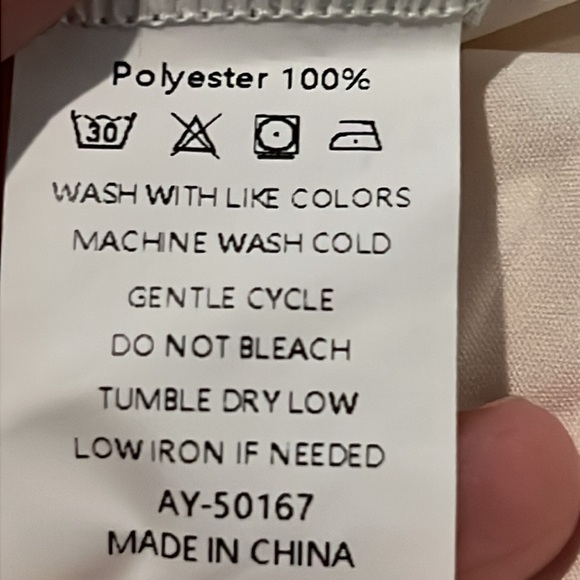 Polyester 100%
30
WASH WITH LIKE COLORS
MACHINE WASH COLD
GENTLE CYCLE
DO NOT BLEACH
TUMBLE DRY LOW
LOW IRON IF NEEDED
AY-50167
MADE IN CHINA